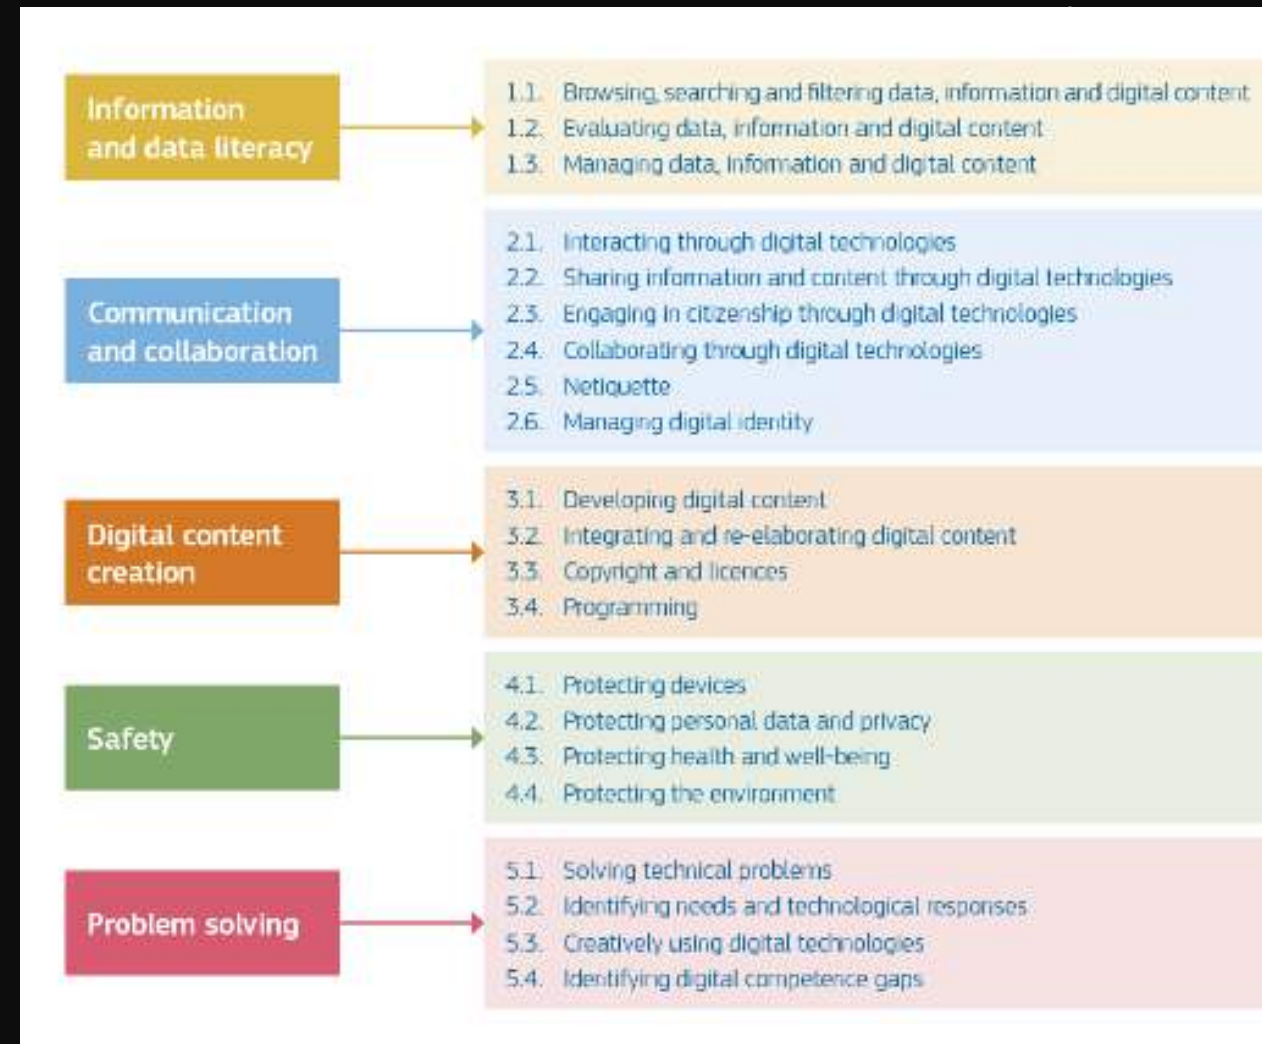 Information
and data literacy
1.1. Browsing, searching and filtering data, information and digital content
1.2. Evaluating data, information and digital content
1.3. Managing data, information and digital content
Communication
and collaboration
2.1. Interacting through digital technologies
2.2. Sharing information and content through digital technologies
2.3. Engaging in citizenship through digital technologies
2.4. Collaborating through digital technologies
2.5. Netiquette
2.6. Managing digital identity
Digital content
creation
3.1. Developing digital content
3.2. Integrating and re-elaborating digital content
3.3. Copyright and licences
3.4. Programming
Safety
4.1. Protecting devices
4.2. Protecting personal data and privacy
4.3. Protecting health and well-being
4.4. Protecting the environment
Problem solving
5.1. Solving technical problems
5.2. Identifying needs and technological responses
5.3. Creatively using digital technologies
5.4. Identifying digital competence gaps